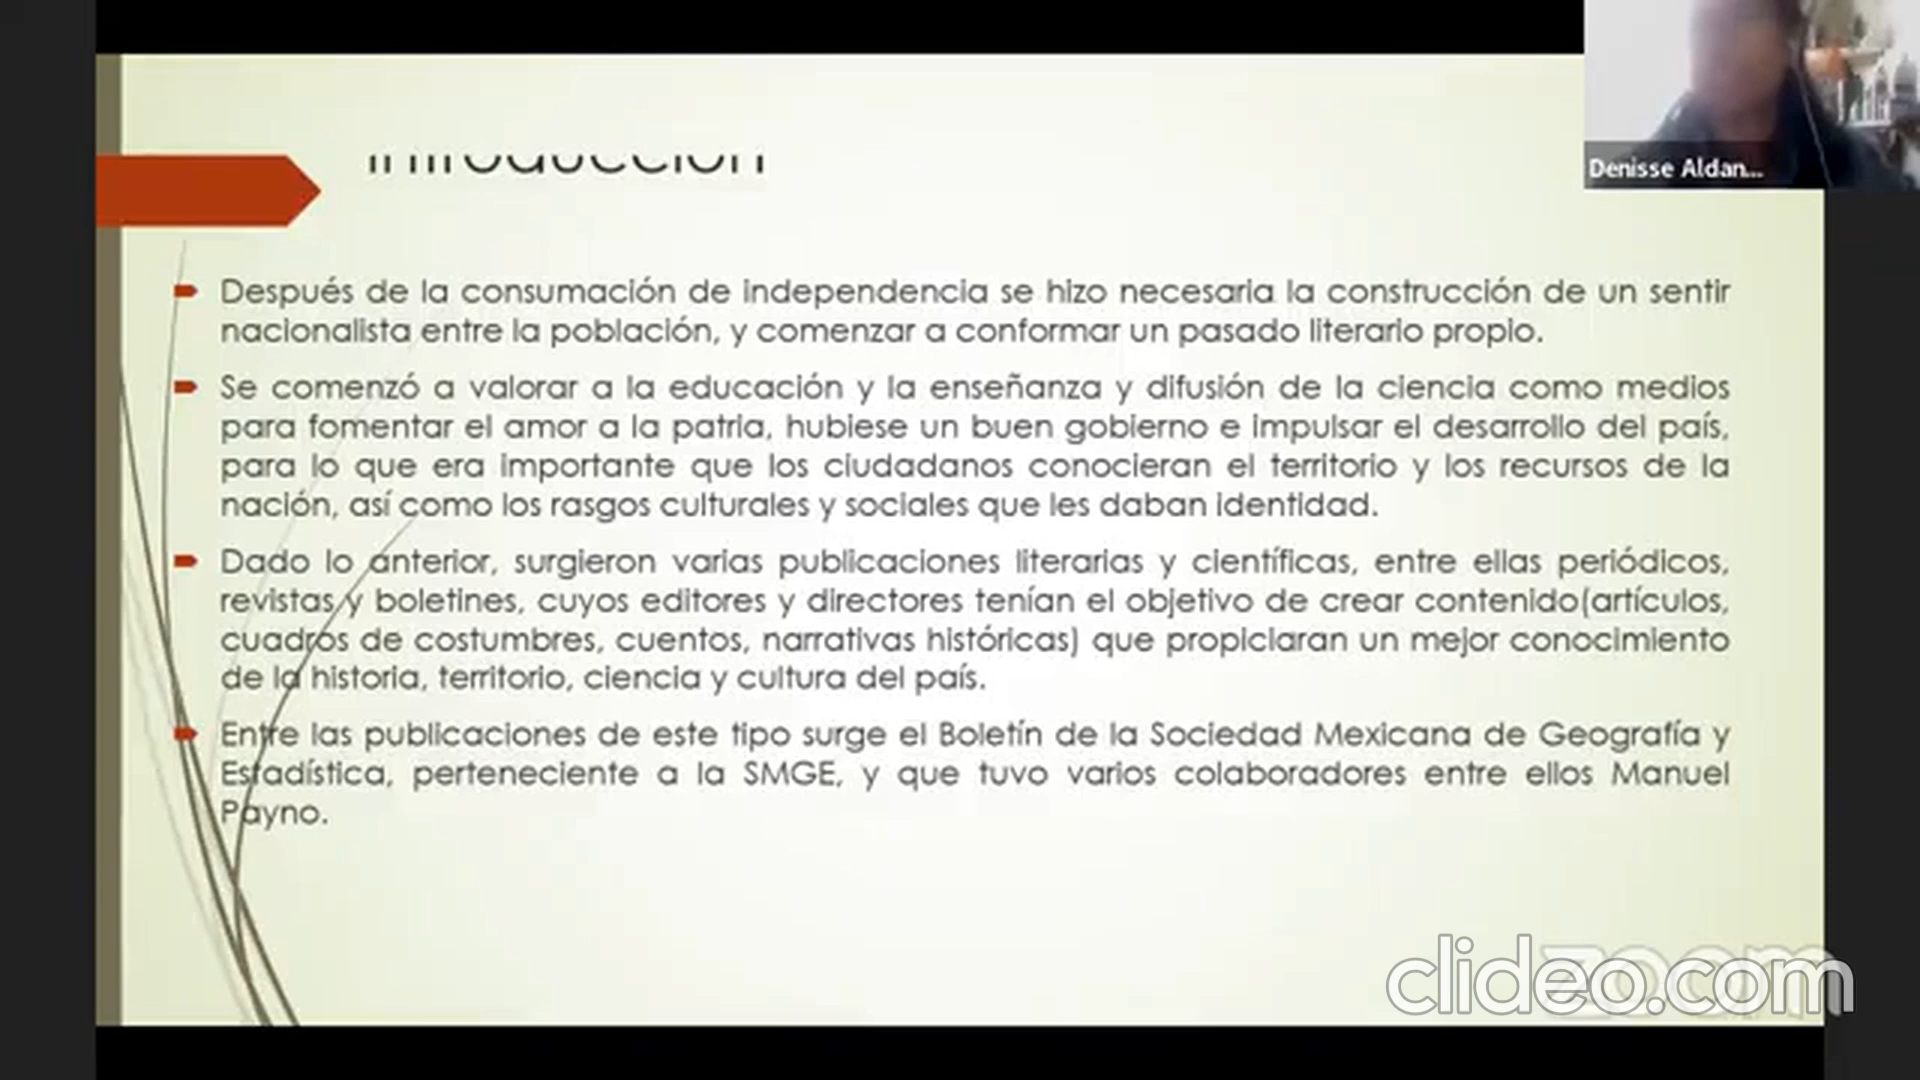 Denisse Aldan...
Introducción
Después de la consumación de independencia se hizo necesaria la construcción de un sentir
nacionalista entre la población, y comenzar a conformar un pasado literario propio.
Se comenzó a valorar a la educación y la enseñanza y difusión de la ciencia como medios
para fomentar el amor a la patria, hubiese un buen gobierno e impulsar el desarrollo del país,
para lo que era importante que los ciudadanos conocieran el territorio y los recursos de la
nación, así como los rasgos culturales y sociales que les daban identidad.
Dado lo anterior, surgieron varias publicaciones literarias y científicas, entre ellas periódicos,
revistas y boletines, cuyos editores y directores tenían el objetivo de crear contenido(artículos,
cuadros de costumbres, cuentos, narrativas históricas) que propiciaran un mejor conocimiento
de la historia, territorio, ciencia y cultura del país.
Entre las publicaciones de este tipo surge el Boletín de la Sociedad Mexicana de Geografía y
Estadística, perteneciente a la SMGE, y que tuvo varios colaboradores entre ellos Manuel
Payno.
clideo.com
zoom